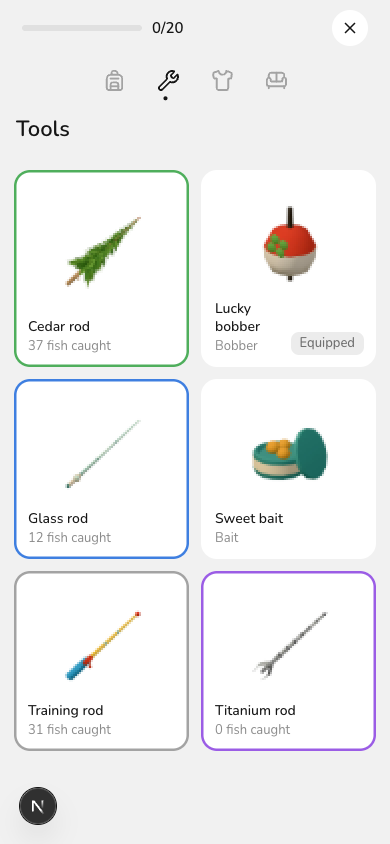 0/20
Tools
Cedar rod
37 fish caught
Lucky
bobber
Bobber
Equipped
Glass rod
12 fish caught
Sweet bait
Bait
Training rod
31 fish caught
Titanium rod
0 fish caught
N